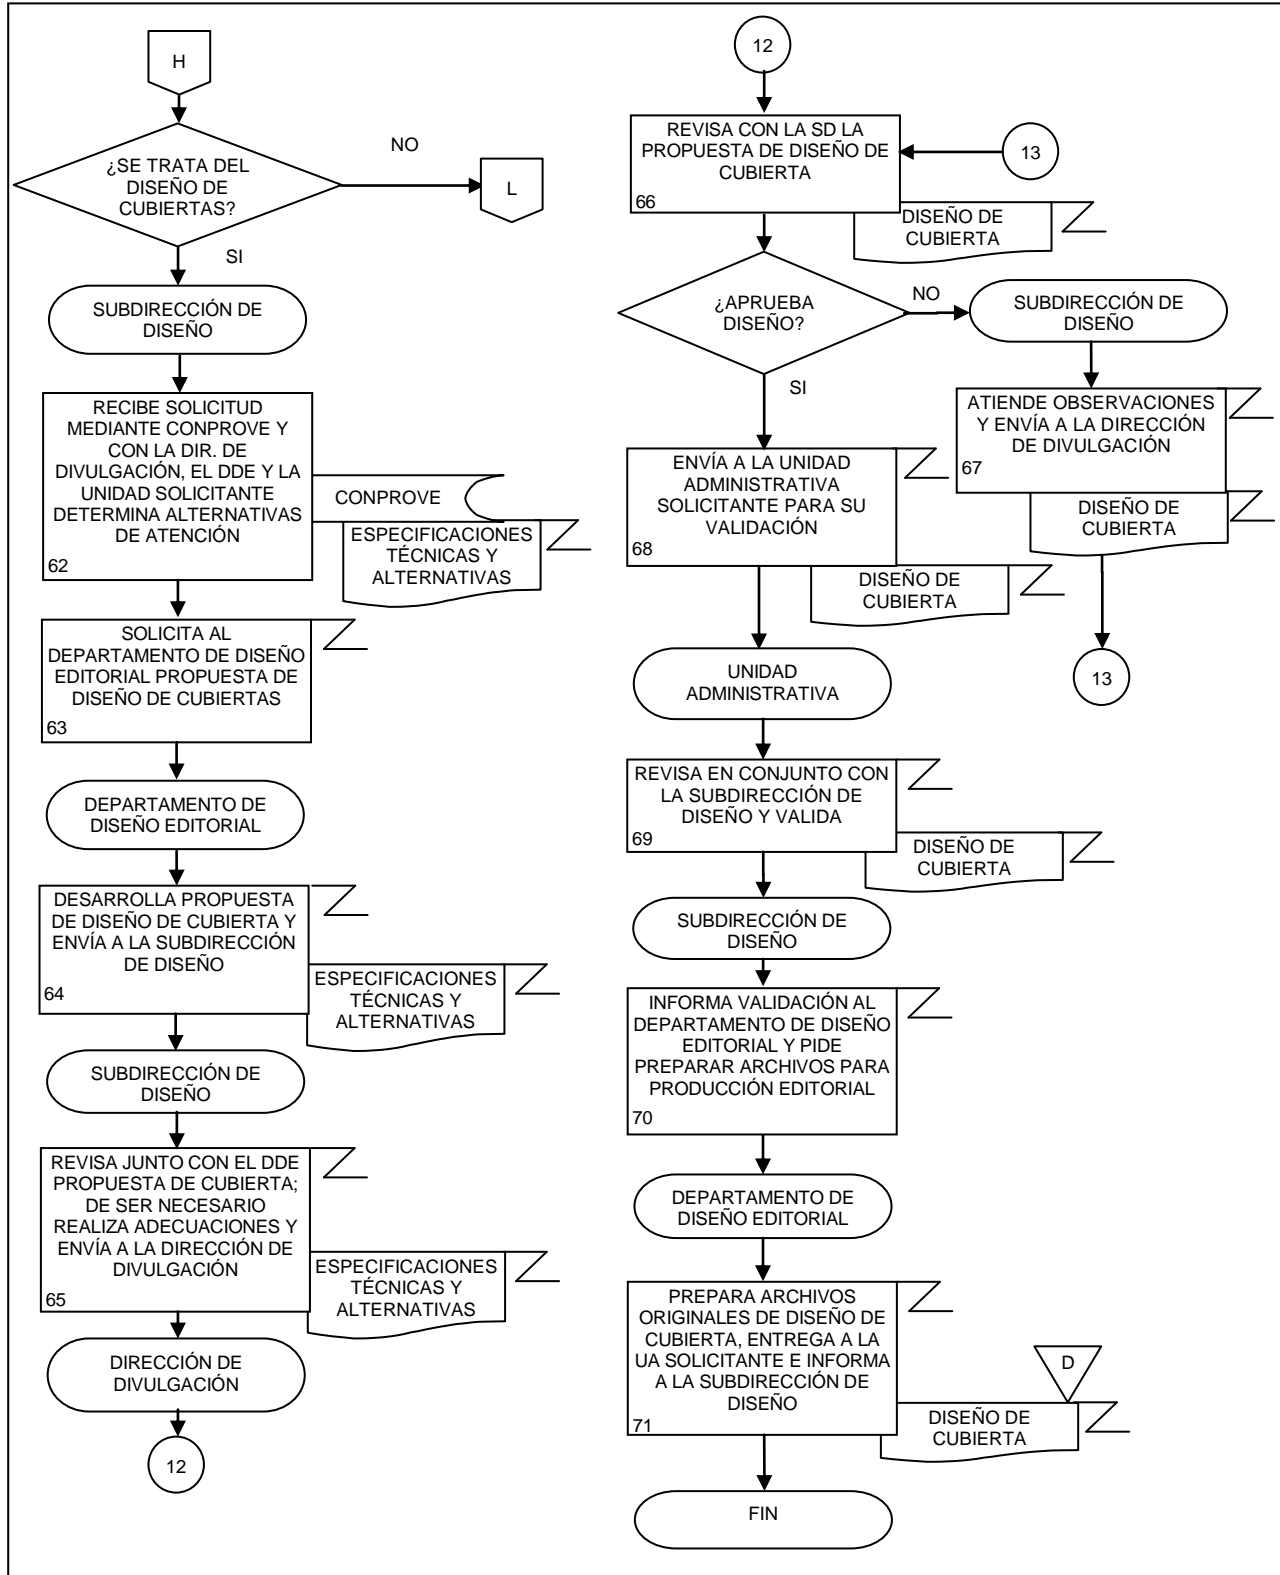 H
¿SE TRATA DEL
DISEÑO DE
CUBIERTAS?
NO
L
SI
SUBDIRECCIÓN DE
DISEÑO
RECIBE SOLICITUD
MEDIANTE CONPROVE Y
CON LA DIR. DE
DIVULGACIÓN, EL DDE Y LA
UNIDAD SOLICITANTE
DETERMINA ALTERNATIVAS
DE ATENCIÓN
62
CONPROVE
ESPECIFICACIONES
TÉCNICAS Y
ALTERNATIVAS
SOLICITA AL
DEPARTAMENTO DE DISEÑO
EDITORIAL PROPUESTA DE
DISEÑO DE CUBIERTAS
63
DEPARTAMENTO DE
DISEÑO EDITORIAL
DESARROLLA PROPUESTA
DE DISEÑO DE CUBIERTA Y
ENVÍA A LA SUBDIRECCIÓN
DE DISEÑO
64
ESPECIFICACIONES
TÉCNICAS Y
ALTERNATIVAS
SUBDIRECCIÓN DE
DISEÑO
REVISA JUNTO CON EL DDE
PROPUESTA DE CUBIERTA;
DE SER NECESARIO
REALIZA ADECUACIONES Y
ENVÍA A LA DIRECCIÓN DE
DIVULGACIÓN
65
ESPECIFICACIONES
TÉCNICAS Y
ALTERNATIVAS
DIRECCIÓN DE
DIVULGACIÓN
12
12
REVISA CON LA SD LA
PROPUESTA DE DISEÑO DE
CUBIERTA
66
13
DISEÑO DE
CUBIERTA
¿APRUEBA
DISEÑO?
NO
SUBDIRECCIÓN DE
DISEÑO
ATIENDE OBSERVACIONES
Y ENVÍA A LA DIRECCIÓN
DE DIVULGACIÓN
67
DISEÑO DE
CUBIERTA
13
SI
ENVÍA A LA UNIDAD
ADMINISTRATIVA
SOLICITANTE PARA SU
VALIDACIÓN
68
DISEÑO DE
CUBIERTA
UNIDAD
ADMINISTRATIVA
REVISA EN CONJUNTO CON
LA SUBDIRECCIÓN DE
DISEÑO Y VALIDA
69
DISEÑO DE
CUBIERTA
SUBDIRECCIÓN DE
DISEÑO
INFORMA VALIDACIÓN AL
DEPARTAMENTO DE DISEÑO
EDITORIAL Y PIDE
PREPARAR ARCHIVOS PARA
PRODUCCIÓN EDITORIAL
70
DEPARTAMENTO DE
DISEÑO EDITORIAL
PREPARA ARCHIVOS
ORIGINALES DE DISEÑO DE
CUBIERTA, ENTREGA A LA
UA SOLICITANTE E INFORMA
A LA SUBDIRECCIÓN DE
DISEÑO
71
D
DISEÑO DE
CUBIERTA
FIN